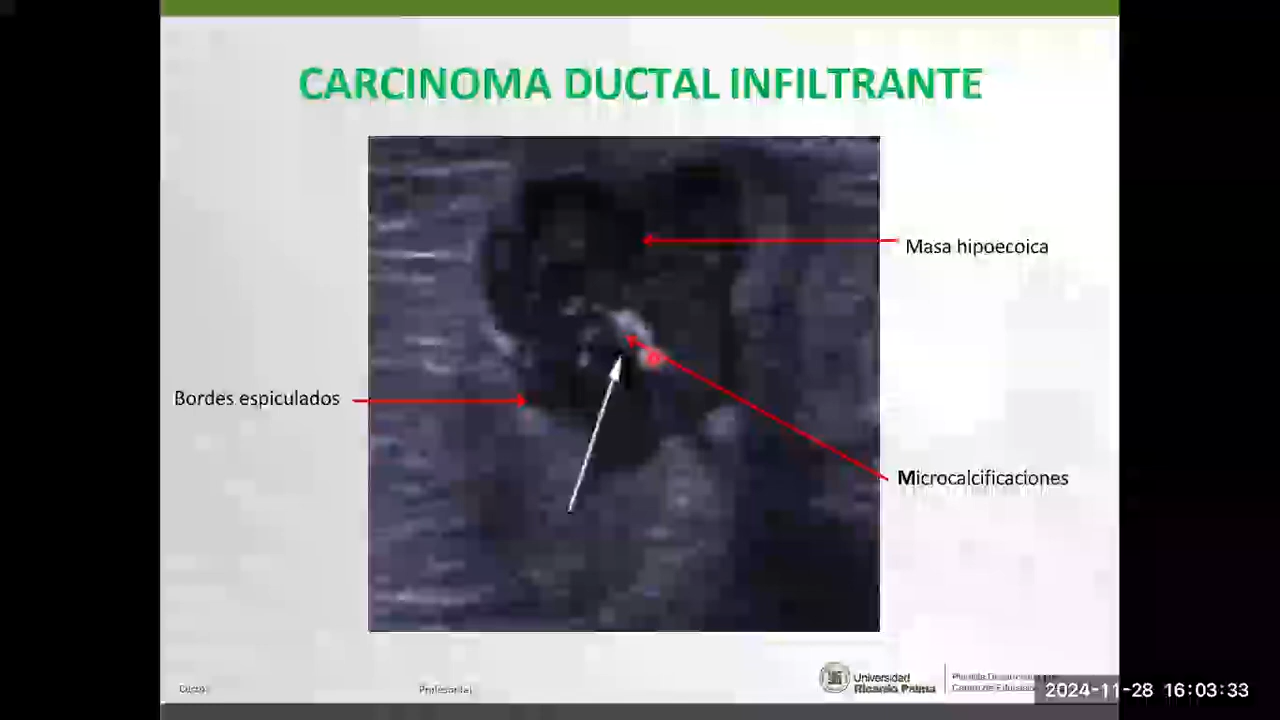 CARCINOMA DUCTAL INFILTRANTE
Masa hipoecoica
Bordes espiculados
Microcalcificaciones
Universidad
Ricardo Palma
2024-11-28 16:03:33